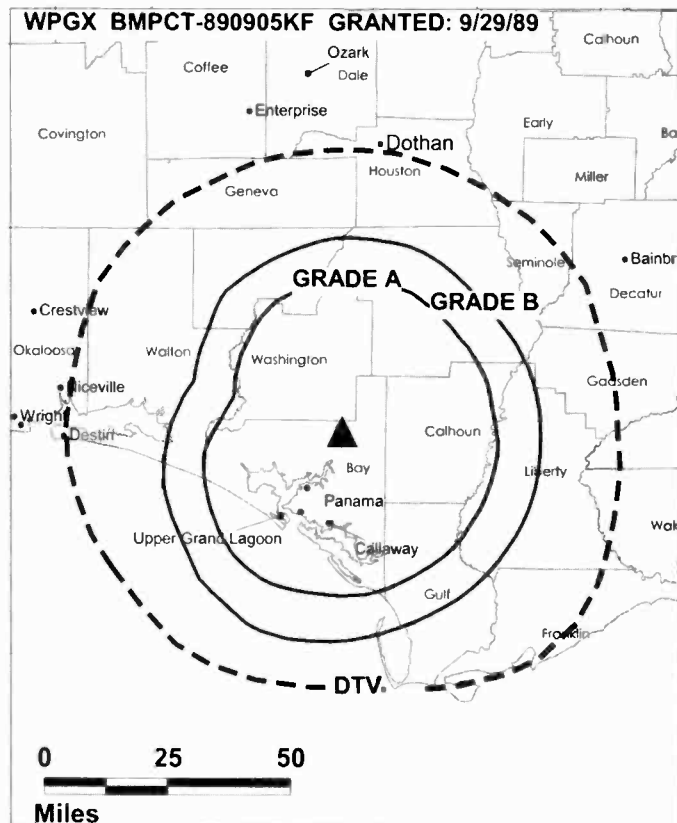 WPGX BMPCT-890905KF GRANTED: 9/29/89
Calhoun
Ozark
Coffee
Dale
Enterprise
Early
Covington
Ba
Dothan
Houston
Miller
Geneva
Seminole
Bainbr
GRADE A
GRADE B
Decatur
Crestview
Okaloosa
Walton
Washington
Niceville
Gadsden
Wright
Destin
Calhoun
Bay
Liberty
Panama
Upper Grand Lagoon
Callaway
Wak
Gulf
Franklin
DTV
0 25 50
Miles